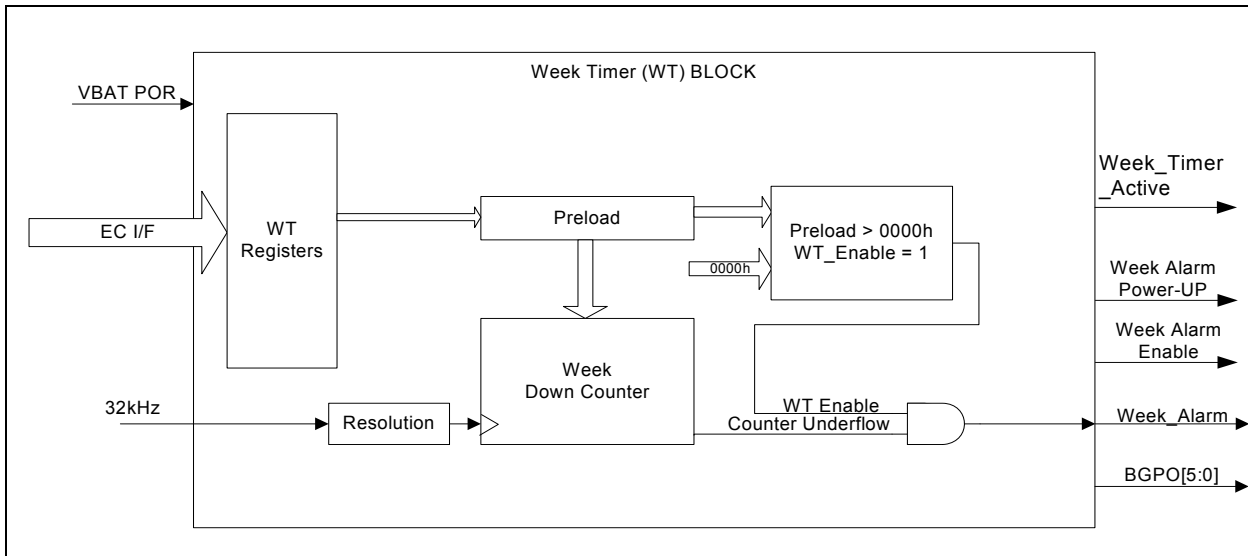 Week Timer (WT) BLOCK
VBAT POR
EC I/F
WT
Registers
Preload
0000h
Preload > 0000h
WT_Enable = 1
Week
Down Counter
32kHz
Resolution
WT Enable
Counter Underflow
Week_Timer
_Active
Week Alarm
Power-UP
Week Alarm
Enable
Week_Alarm
BGPO[5:0]